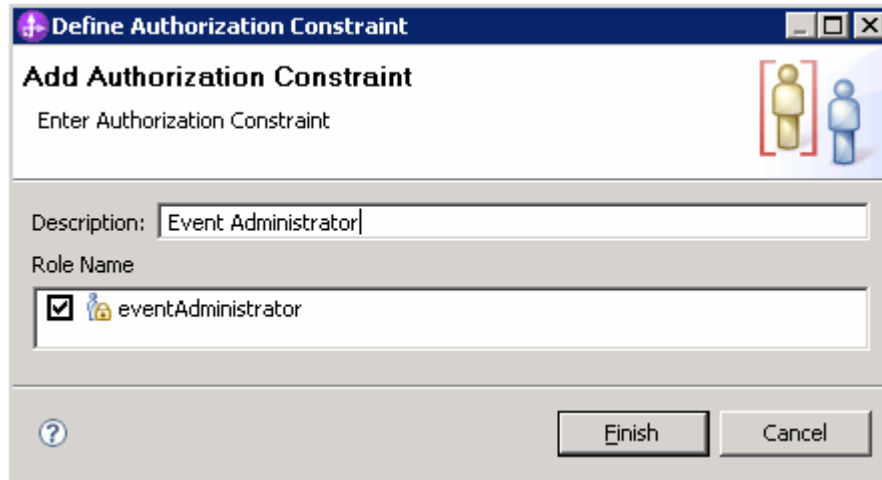 Define Authorization Constraint
Add Authorization Constraint
Enter Authorization Constraint
Description: Event Administrator
Role Name
eventAdministrator
Finish Cancel